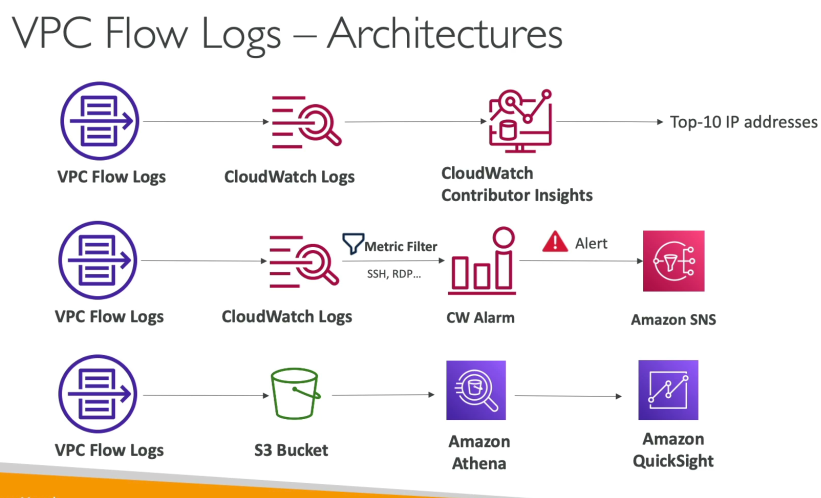 VPC Flow Logs – Architectures
VPC Flow Logs
CloudWatch Logs
CloudWatch
Contributor Insights
Top-10 IP addresses
VPC Flow Logs
CloudWatch Logs
Metric Filter
SSH, RDP...
CW Alarm
Alert
Amazon SNS
VPC Flow Logs
S3 Bucket
Amazon
Athena
Amazon
QuickSight